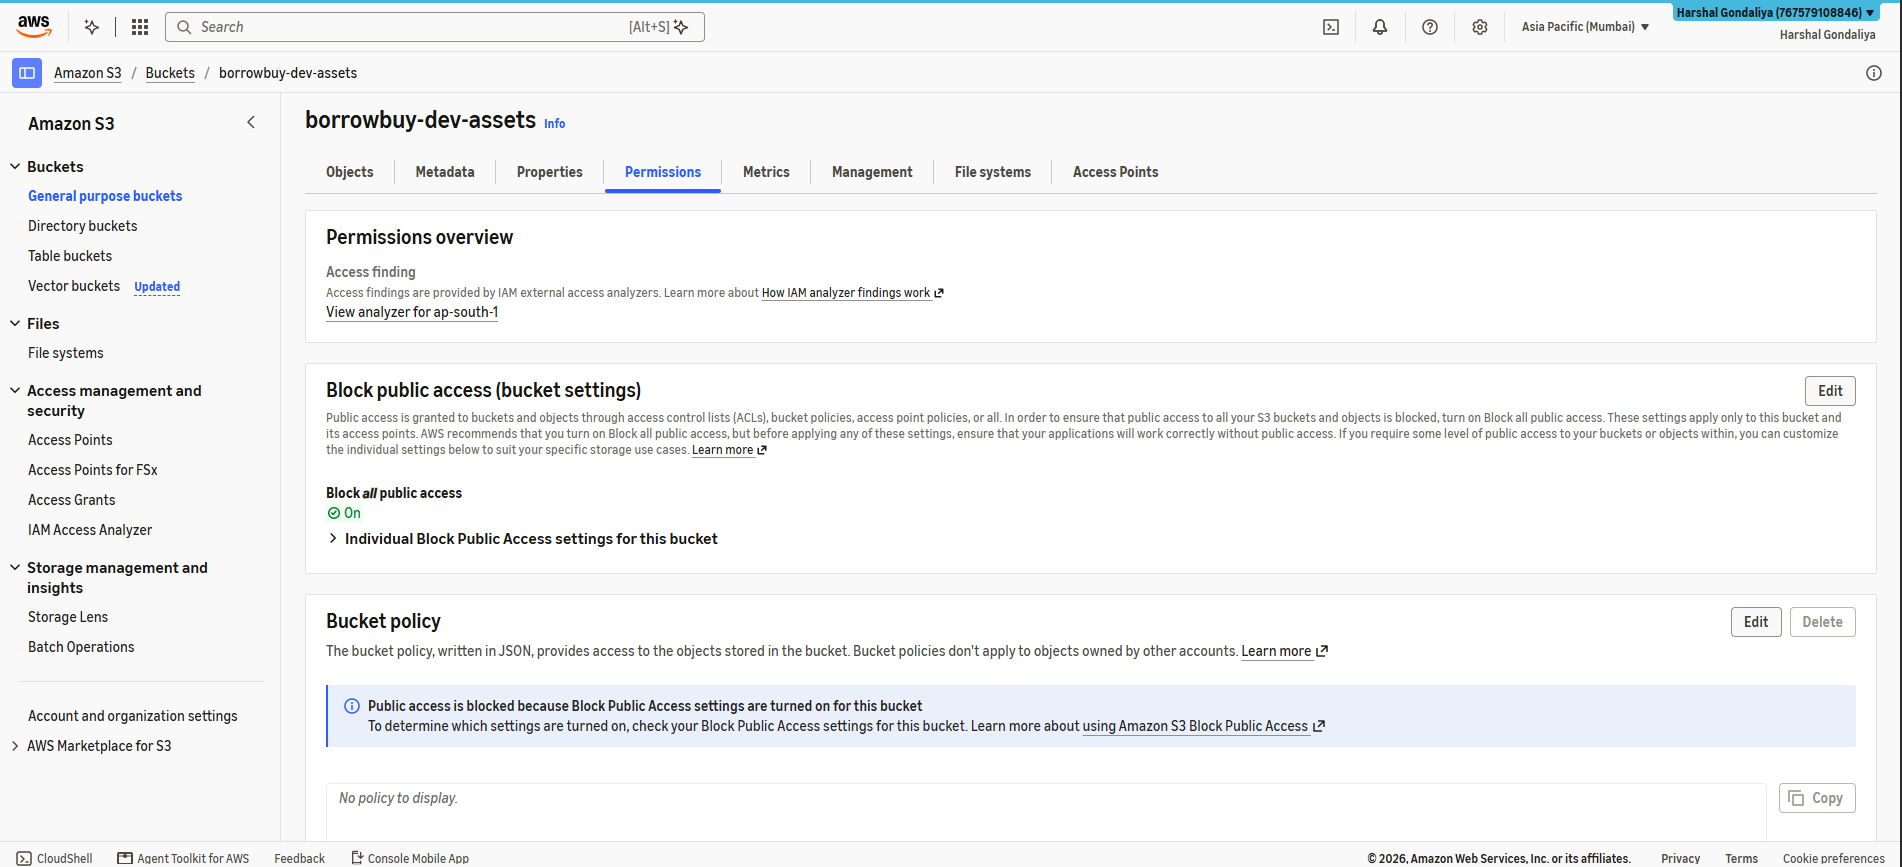 aws
Search
[Alt+S]
Asia Pacific (Mumbai)
Harshal Gondaliya (767579108846)
Harshal Gondaliya
Amazon S3 / Buckets / borrowbuy-dev-assets
Amazon S3
Buckets
General purpose buckets
Directory buckets
Table buckets
Vector buckets Updated
Files
File systems
Access management and
security
Access Points
Access Points for FSx
Access Grants
IAM Access Analyzer
Storage management and
insights
Storage Lens
Batch Operations
Account and organization settings
AWS Marketplace for S3
borrowbuy-dev-assets Info
Objects
Metadata
Properties
Permissions
Metrics
Management
File systems
Access Points
Permissions overview
Access finding
Access findings are provided by IAM external access analyzers. Learn more about How IAM analyzer findings work
View analyzer for ap-south-1
Block public access (bucket settings)
Edit
Public access is granted to buckets and objects through access control lists (ACLs), bucket policies, access point policies, or all. In order to ensure that public access to all your S3 buckets and objects is blocked, turn on Block all public access. These settings apply only to this bucket and
its access points. AWS recommends that you turn on Block all public access, but before applying any of these settings, ensure that your applications will work correctly without public access. If you require some level of public access to your buckets or objects within, you can customize
the individual settings below to suit your specific storage use cases. Learn more
Block all public access
On
Individual Block Public Access settings for this bucket
Bucket policy
Edit
Delete
The bucket policy, written in JSON, provides access to the objects stored in the bucket. Bucket policies don't apply to objects owned by other accounts. Learn more
Public access is blocked because Block Public Access settings are turned on for this bucket
To determine which settings are turned on, check your Block Public Access settings for this bucket. Learn more about using Amazon S3 Block Public Access
No policy to display.
Copy
CloudShell
Agent Toolkit for AWS
Feedback
Console Mobile App
© 2026, Amazon Web Services, Inc. or its affiliates.
Privacy
Terms
Cookie preferences